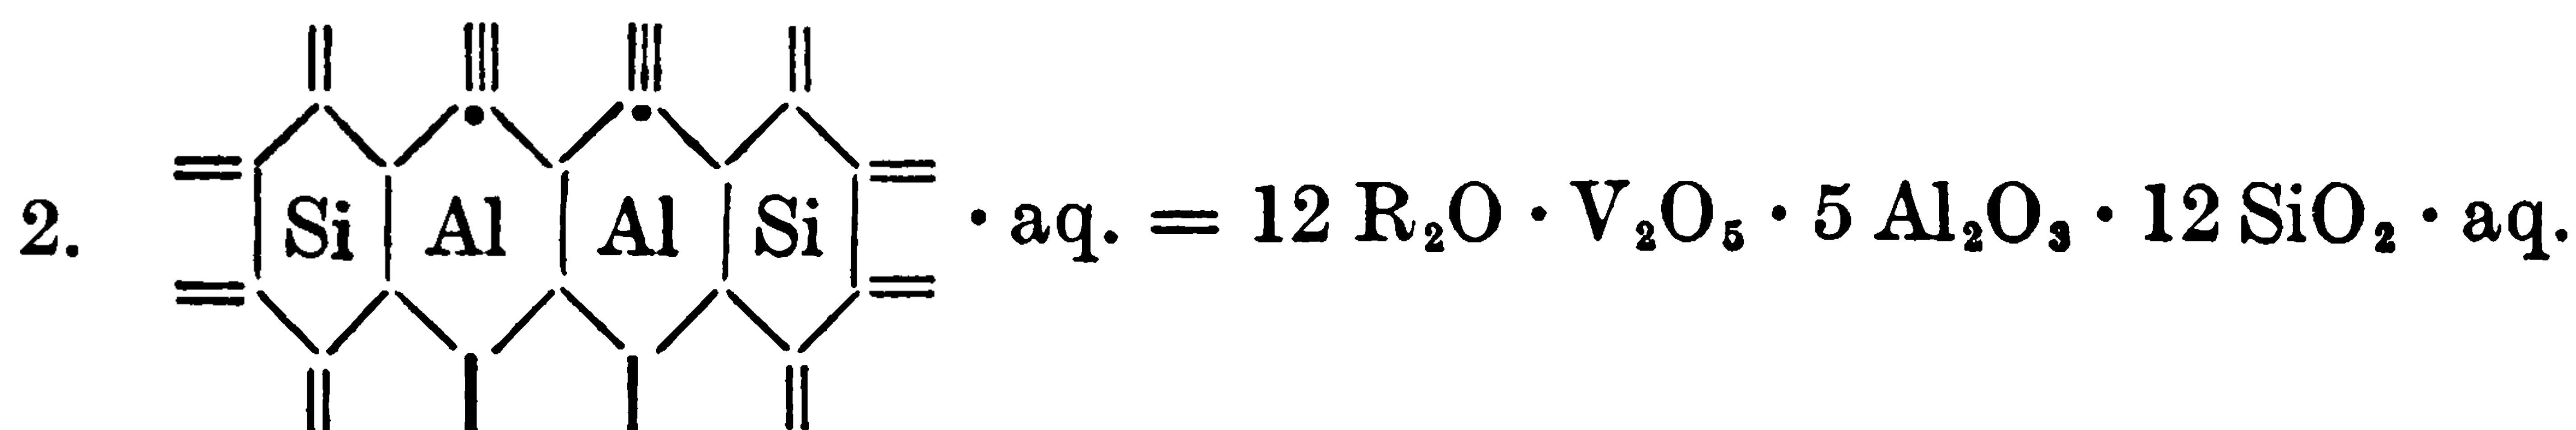 2. Si Al Al Si · aq. = 12 R₂O · V₂O₅ · 5 Al₂O₃ · 12 SiO₂ · aq.